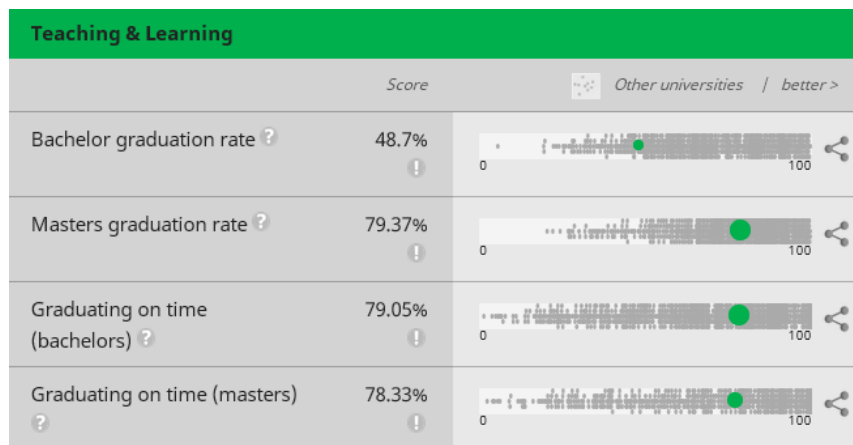 Teaching & Learning
Score Other universities | better >
Bachelor graduation rate ? 48.7%
!
0 100
Masters graduation rate ? 79.37%
!
0 100
Graduating on time 79.05%
(bachelors) ? !
0 100
Graduating on time (masters) 78.33%
? !
0 100